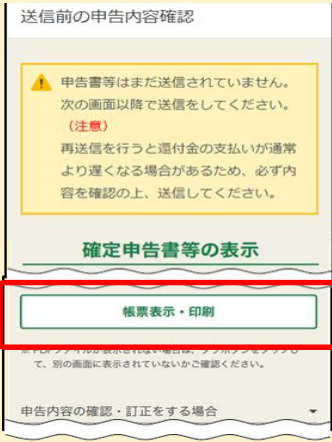 送信前の申告内容確認
申告書等はまだ送信されていません。
次の画面以降で送信をしてください。
（注意）
再送信を行うと還付金の支払いが通常
より遅くなる場合があるため、必ず内
容を確認の上、送信してください。
確定申告書等の表示
帳票表示・印刷
て、別の画面に表示されていないかご確認ください。
申告内容の確認・訂正をする場合